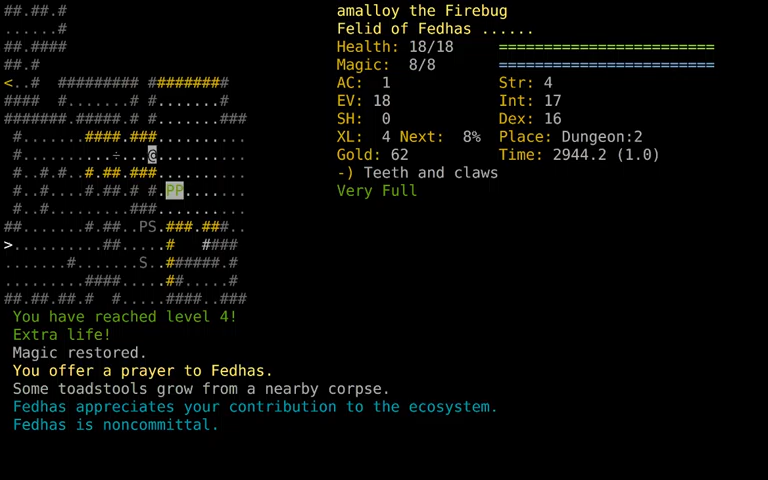 ##.##.#
......#
##.####
##.#
<..# ######### ########
#### #.......# #.......#
#######.#####.# #.......###
#.......####.###..........
#...........÷...@..........
#..#.#..#.##.###..........
#..#....#.##.# #.PP.......
#..#.........###..........
##.......#.##..PS.###.##..
>..........##.....# ####
.......#.......S..######.#
.........####.....##.....#
##.##.##.# #.....####..###
amalloy the Firebug
Felid of Fedhas ......
Health: 18/18 ========================
Magic: 8/8 ========================
AC: 1 Str: 4
EV: 18 Int: 17
SH: 0 Dex: 16
XL: 4 Next: 8% Place: Dungeon:2
Gold: 62 Time: 2944.2 (1.0)
-) Teeth and claws
Very Full
You have reached level 4!
Extra life!
Magic restored.
You offer a prayer to Fedhas.
Some toadstools grow from a nearby corpse.
Fedhas appreciates your contribution to the ecosystem.
Fedhas is noncommittal.